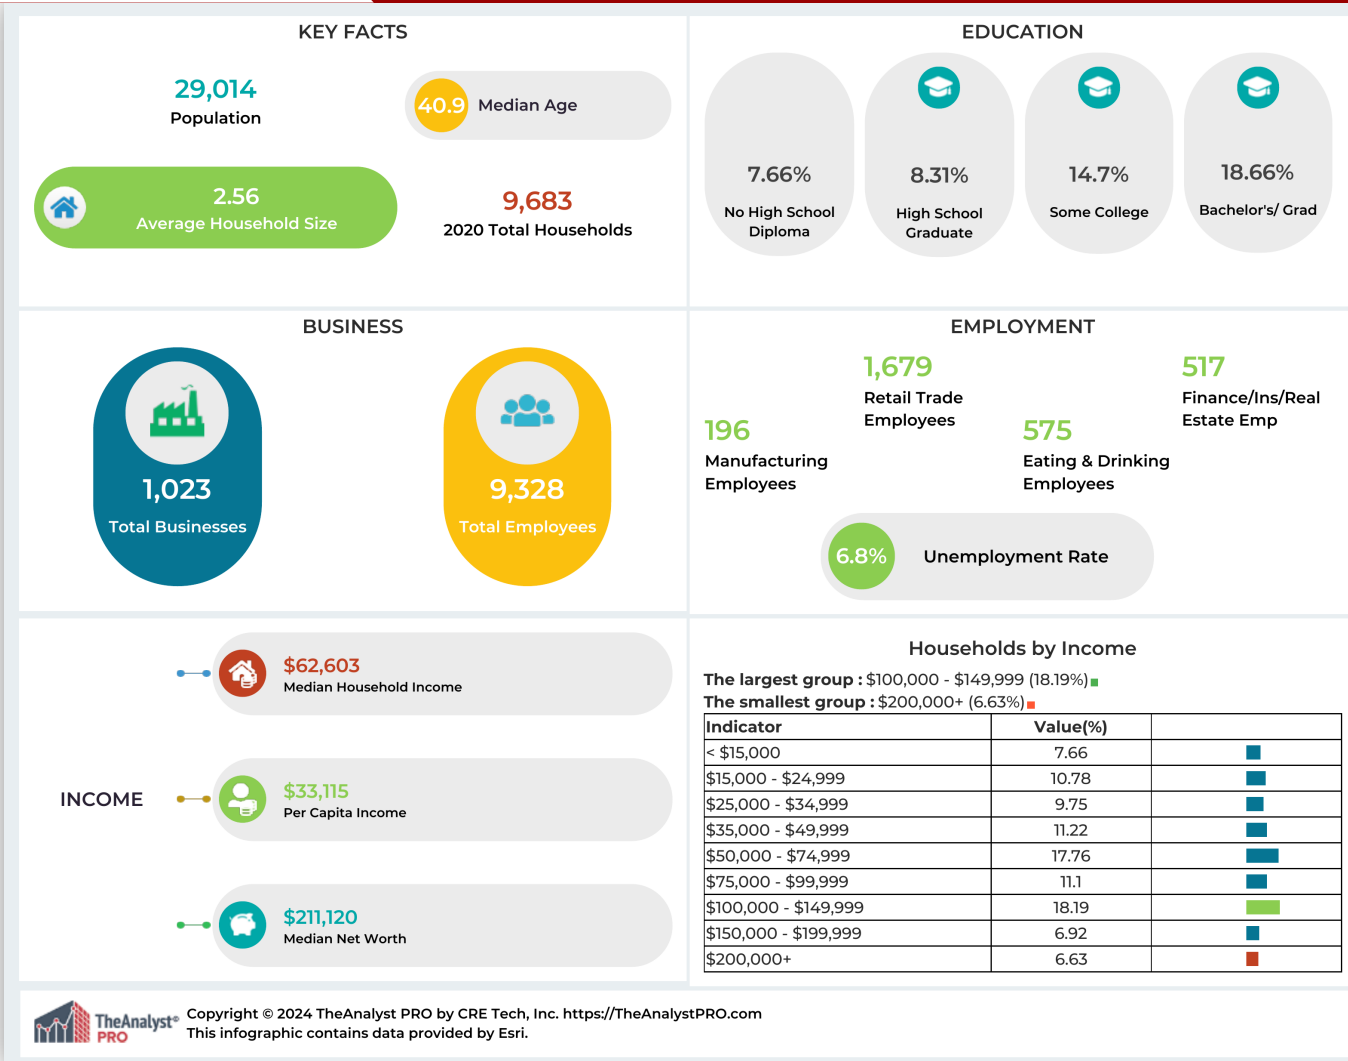 KEY FACTS
29,014
Population
40.9 Median Age
2.56
Average Household Size
9,683
2020 Total Households
EDUCATION
7.66%
No High School
Diploma
8.31%
High School
Graduate
14.7%
Some College
18.66%
Bachelor's/ Grad
BUSINESS
1,023
Total Businesses
9,328
Total Employees
EMPLOYMENT
196
Manufacturing
Employees
1,679
Retail Trade
Employees
575
Eating & Drinking
Employees
517
Finance/Ins/Real
Estate Emp
6.8% Unemployment Rate
INCOME
$62,603
Median Household Income
$33,115
Per Capita Income
$211,120
Median Net Worth
Households by Income
The largest group : $100,000 - $149,999 (18.19%)
The smallest group : $200,000+ (6.63%)
Indicator Value(%)
< $15,000 7.66
$15,000 - $24,999 10.78
$25,000 - $34,999 9.75
$35,000 - $49,999 11.22
$50,000 - $74,999 17.76
$75,000 - $99,999 11.1
$100,000 - $149,999 18.19
$150,000 - $199,999 6.92
$200,000+ 6.63
TheAnalyst©
PRO
Copyright © 2024 TheAnalyst PRO by CRE Tech, Inc. https://TheAnalystPRO.com
This infographic contains data provided by Esri.